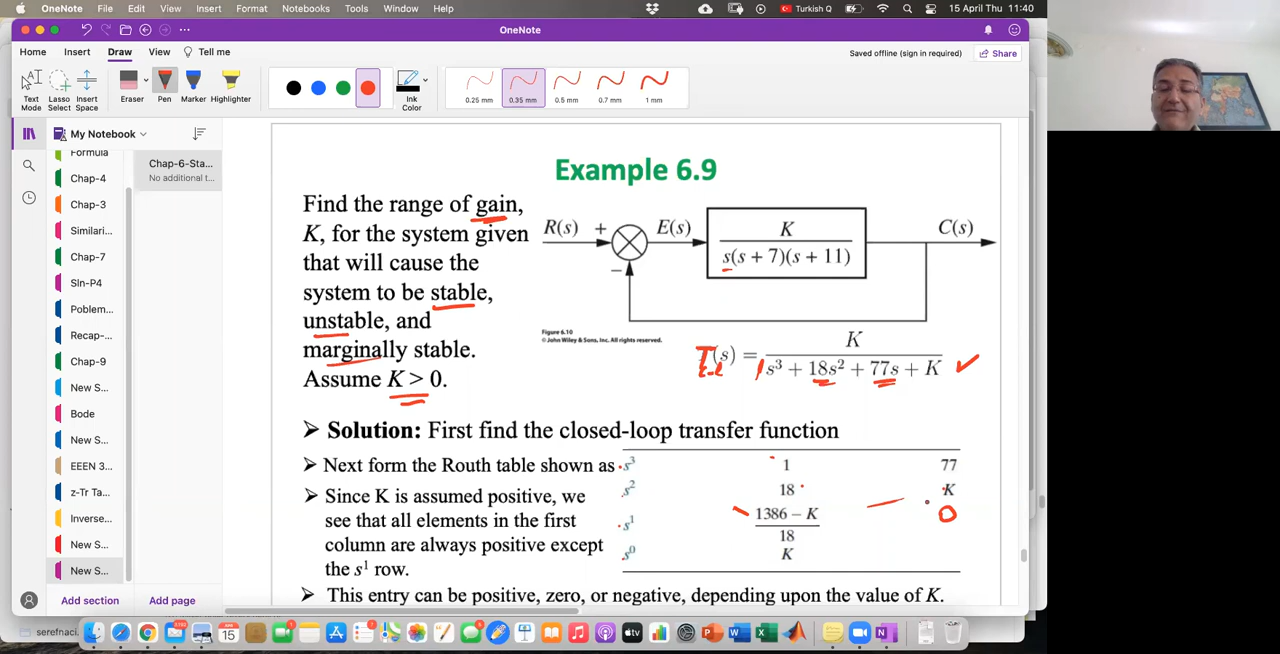 OneNote File Edit View Insert Format Notebooks Tools Window Help
Turkish Q 15 April Thu 11:40
OneNote
Home Insert Draw View Tell me
Saved offline (sign in required) Share
Text Mode Lasso Select Insert Space Eraser Pen Marker Highlighter Ink Color 0.25 mm 0.35 mm 0.5 mm 0.7 mm 1 mm
My Notebook
Formula
Chap-4
Chap-3
Similari...
Chap-7
SIn-P4
Poblem...
Recap-...
Chap-9
New S...
Bode
New S...
EEEN 3...
z-Tr Ta...
Inverse...
New S...
New S...
Add section Add page
Chap-6-Sta...
No additional t...
Example 6.9
Find the range of gain,
K, for the system given
that will cause the
system to be stable,
unstable, and
marginally stable.
Assume K > 0.
R(s) + E(s) K C(s)
s(s + 7)(s + 11)
−
Figure 6.10
© John Wiley & Sons, Inc. All rights reserved.
K
T(s) =
1 s³ + 18s² + 77s + K
➢ Solution: First find the closed-loop transfer function
➢ Next form the Routh table shown as
➢ Since K is assumed positive, we
see that all elements in the first
column are always positive except
the s¹ row.
s³ 1 77
s² 18 K
s¹ 1386 − K 0
18
s⁰ K
➢ This entry can be positive, zero, or negative, depending upon the value of K.
serefnaci.